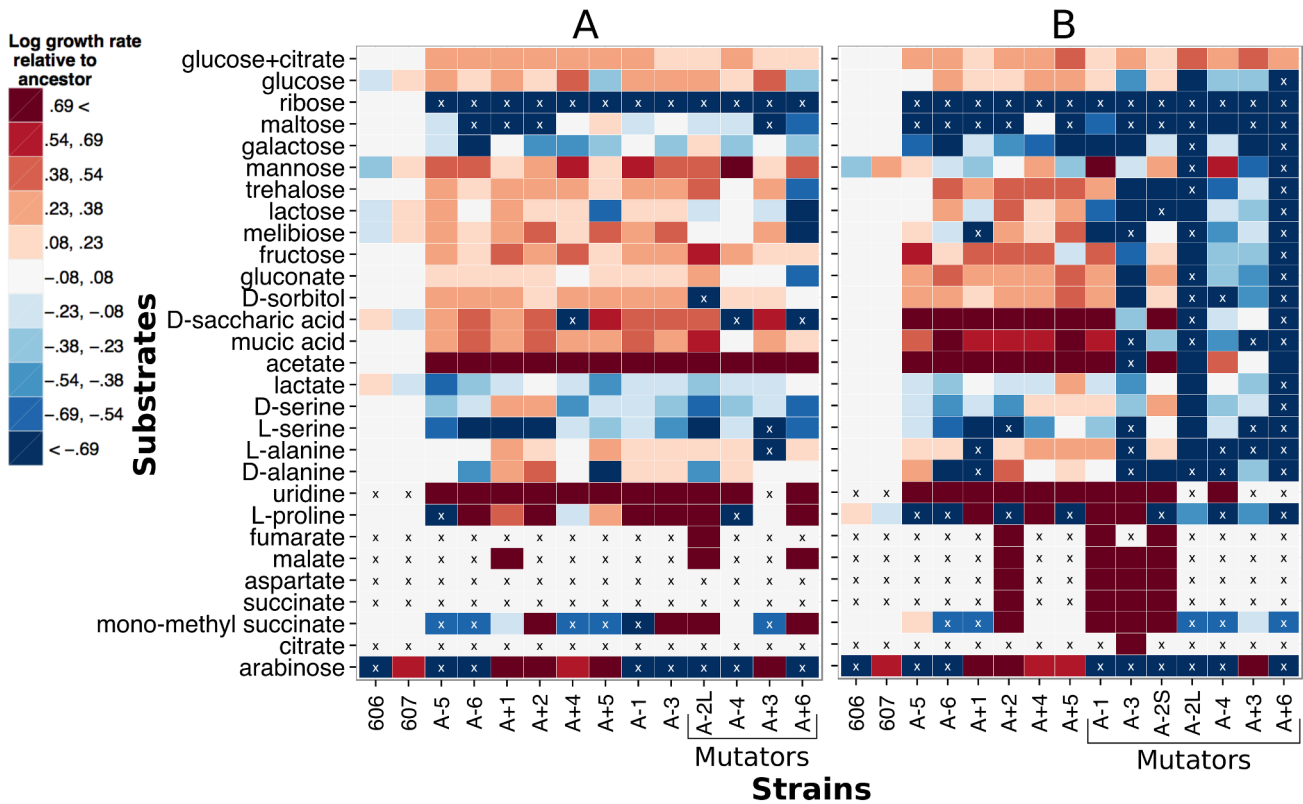 A
B
Log growth rate
relative to
ancestor
.69 <
.54, .69
.38, .54
.23, .38
.08, .23
-.08, .08
-.23, -.08
-.38, -.23
-.54, -.38
-.69, -.54
< -.69
Substrates
glucose+citrate
glucose
ribose
maltose
galactose
mannose
trehalose
lactose
melibiose
fructose
gluconate
D-sorbitol
D-saccharic acid
mucic acid
acetate
lactate
D-serine
L-serine
L-alanine
D-alanine
uridine
L-proline
fumarate
malate
aspartate
succinate
mono-methyl succinate
citrate
arabinose
606 607 A-5 A-6 A+1 A+2 A+4 A+5 A-1 A-3 A-2L A-4 A+3 A+6
606 607 A-5 A-6 A+1 A+2 A+4 A+5 A-1 A-3 A-2S A-2L A-4 A+3 A+6
Mutators
Mutators
Strains